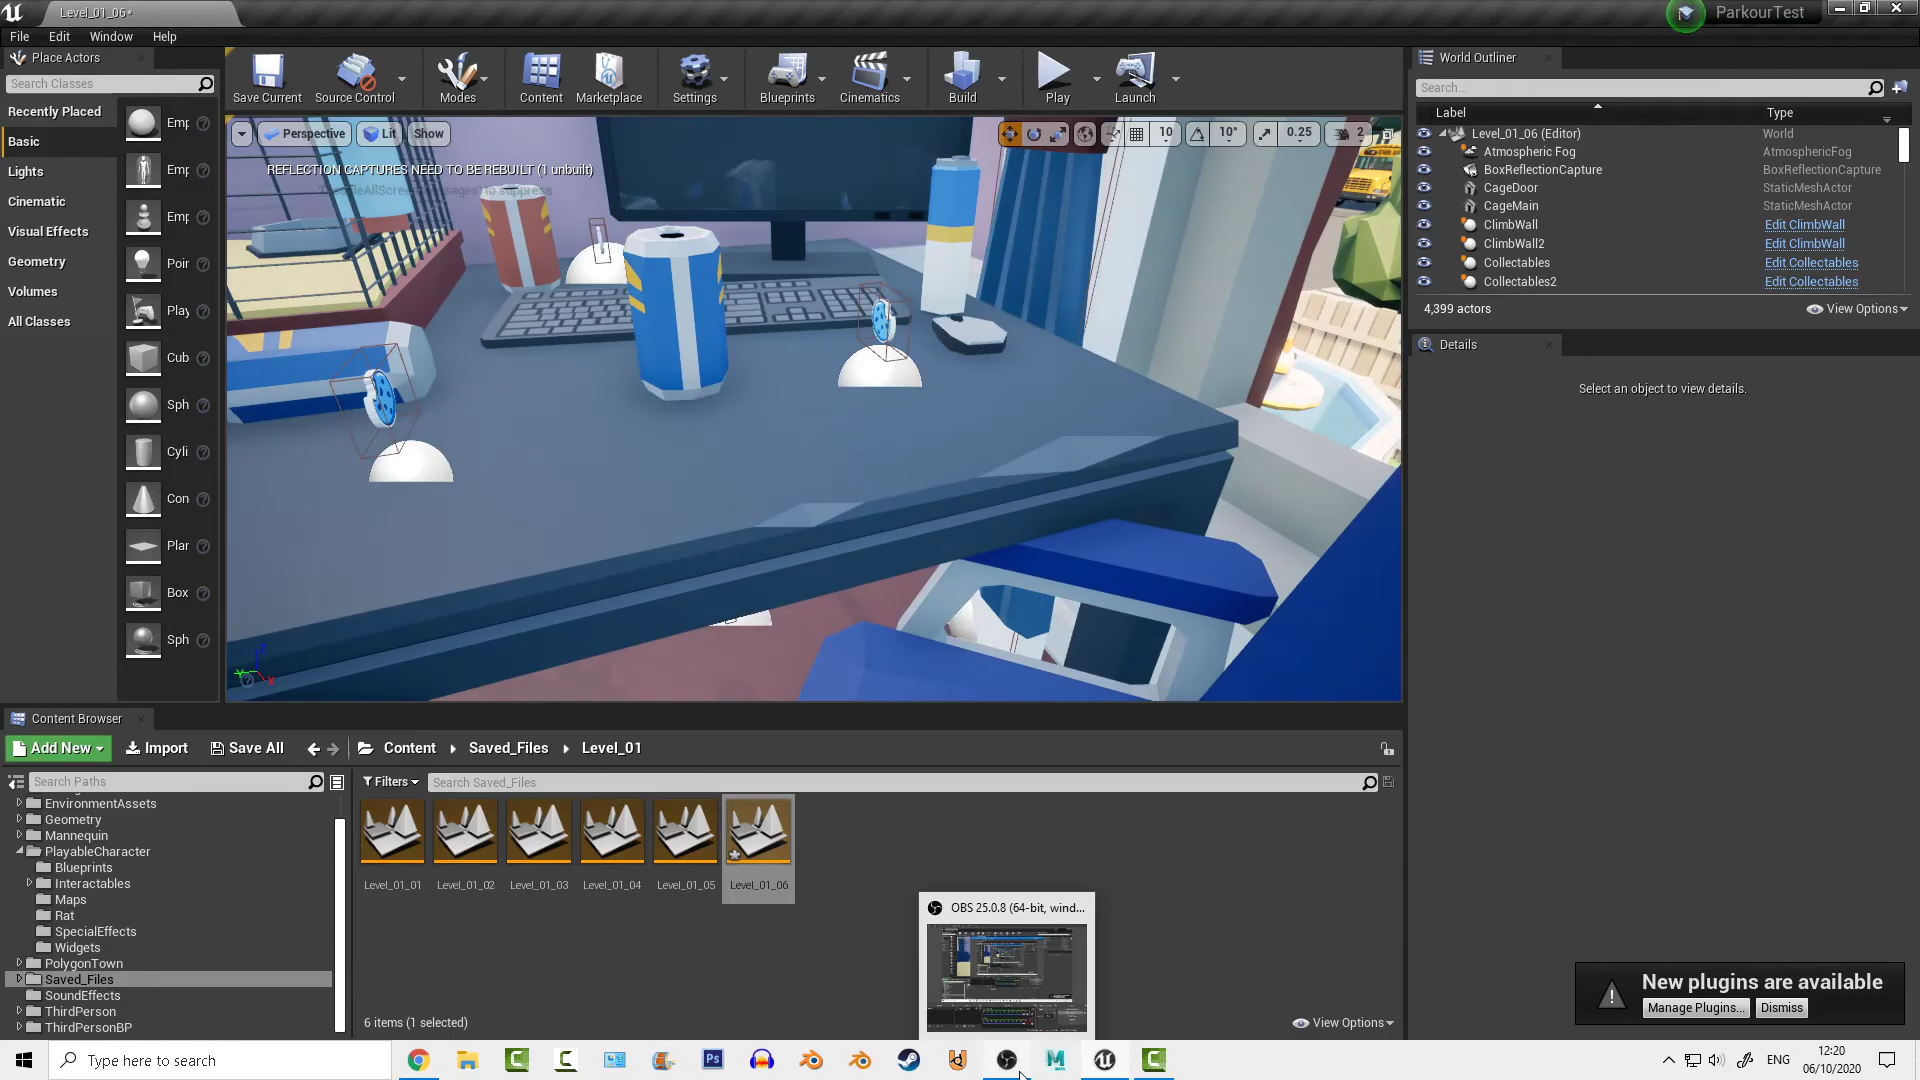 Level_01_06*
ParkourTest
File Edit Window Help
Place Actors
Search Classes
Recently Placed
Basic
Lights
Cinematic
Visual Effects
Geometry
Volumes
All Classes
Emp
Emp
Emp
Poir
Play
Cub
Sph
Cyli
Con
Plar
Box
Sph
Save Current
Source Control
Modes
Content
Marketplace
Settings
Blueprints
Cinematics
Build
Play
Launch
Perspective
Lit
Show
10
10°
0.25
2
REFLECTION CAPTURES NEED TO BE REBUILT (1 unbuilt)
to suppress
World Outliner
Search...
Label Type
Level_01_06 (Editor) World
Atmospheric Fog AtmosphericFog
BoxReflectionCapture BoxReflectionCapture
CageDoor StaticMeshActor
CageMain StaticMeshActor
ClimbWall Edit ClimbWall
ClimbWall2 Edit ClimbWall
Collectables Edit Collectables
Collectables2 Edit Collectables
4,399 actors
View Options
Details
Select an object to view details.
Content Browser
Add New
Import
Save All
Content
Saved_Files
Level_01
Search Paths
Filters
Search Saved_Files
EnvironmentAssets
Geometry
Mannequin
PlayableCharacter
Blueprints
Interactables
Maps
Rat
SpecialEffects
Widgets
PolygonTown
Saved_Files
SoundEffects
ThirdPerson
ThirdPersonBP
Level_01_01
Level_01_02
Level_01_03
Level_01_04
Level_01_05
Level_01_06
6 items (1 selected)
View Options
OBS 25.0.8 (64-bit, wind...
New plugins are available
Manage Plugins...
Dismiss
Type here to search
ENG
12:20
06/10/2020